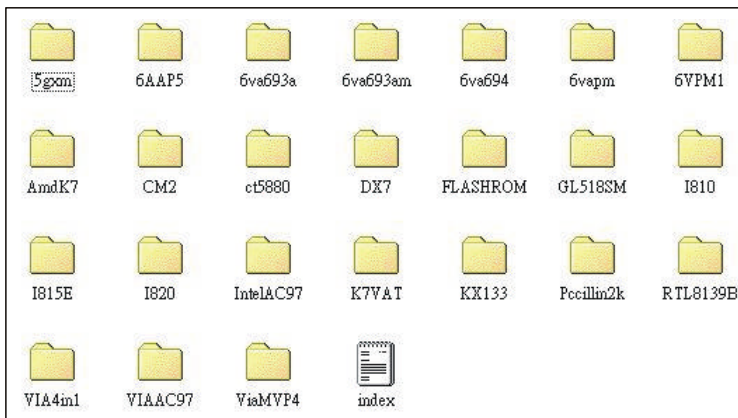 5gxm 6AAP5 6va693a 6va693am 6va694 6vapm 6VPM1
AmdK7 CM2 ct5880 DX7 FLASHROM GL518SM I810
I815E I820 IntelAC97 K7VAT KX133 Pccillin2k RTL8139B
VIA4in1 VIAAC97 ViaMVP4 index